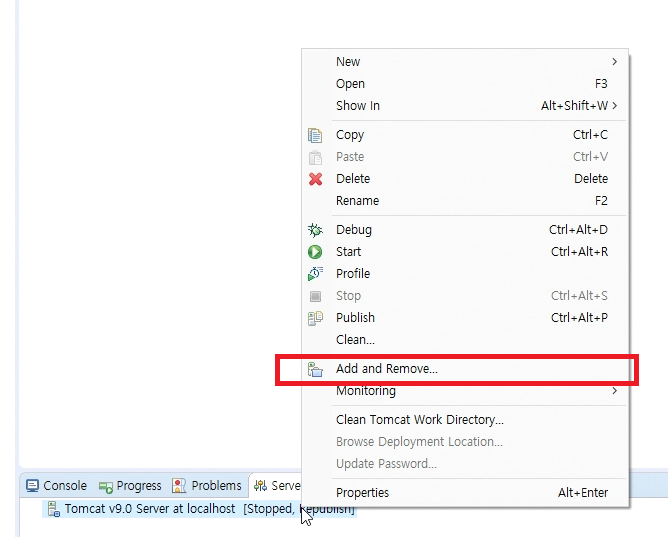 New
Open F3
Show In Alt+Shift+W
Copy Ctrl+C
Paste Ctrl+V
Delete Delete
Rename F2
Debug Ctrl+Alt+D
Start Ctrl+Alt+R
Profile
Stop Ctrl+Alt+S
Publish Ctrl+Alt+P
Clean...
Add and Remove...
Monitoring
Clean Tomcat Work Directory...
Browse Deployment Location...
Update Password...
Properties Alt+Enter
Console Progress Problems Serve
Tomcat v9.0 Server at localhost [Stopped, Republish]